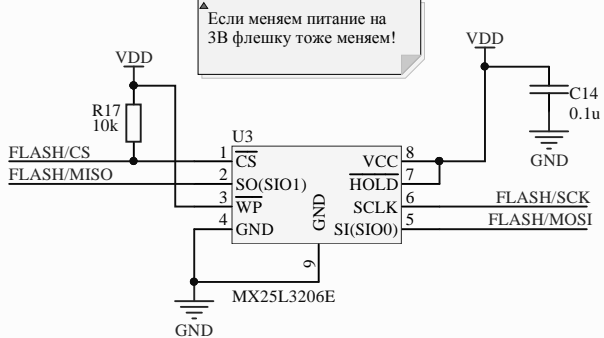 Если меняем питание на
3В флешку тоже меняем!
VDD
VDD
R17
10k
C14
0.1u
GND
U3
FLASH/CS
1
CS
VCC
8
FLASH/MISO
2
SO(SIO1)
HOLD
7
3
WP
SCLK
6
FLASH/SCK
4
GND
GND
SI(SIO0)
5
FLASH/MOSI
9
MX25L3206E
GND